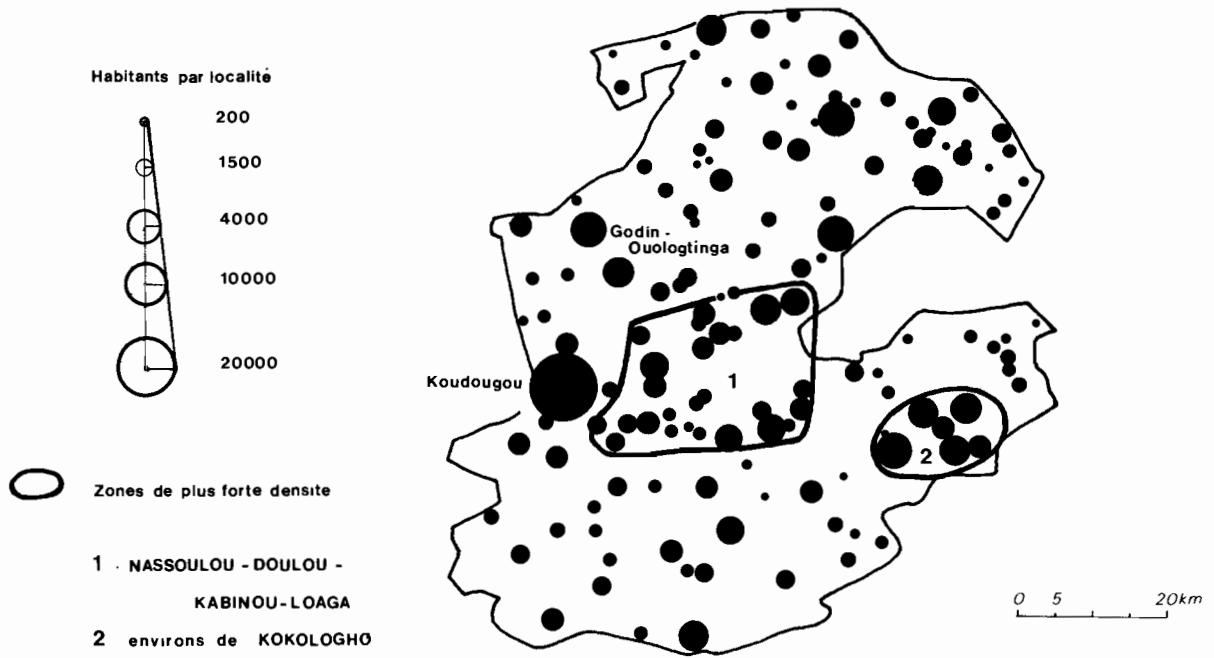 Habitants par localité
200
1500
4000
10000
20000
Zones de plus forte densite
1 . NASSOULOU - DOULOU -
KABINOU - LOAGA
2 environs de KOKOLOGHO
Godin -
Ouologtinga
Koudougou
1
2
0 5 20km